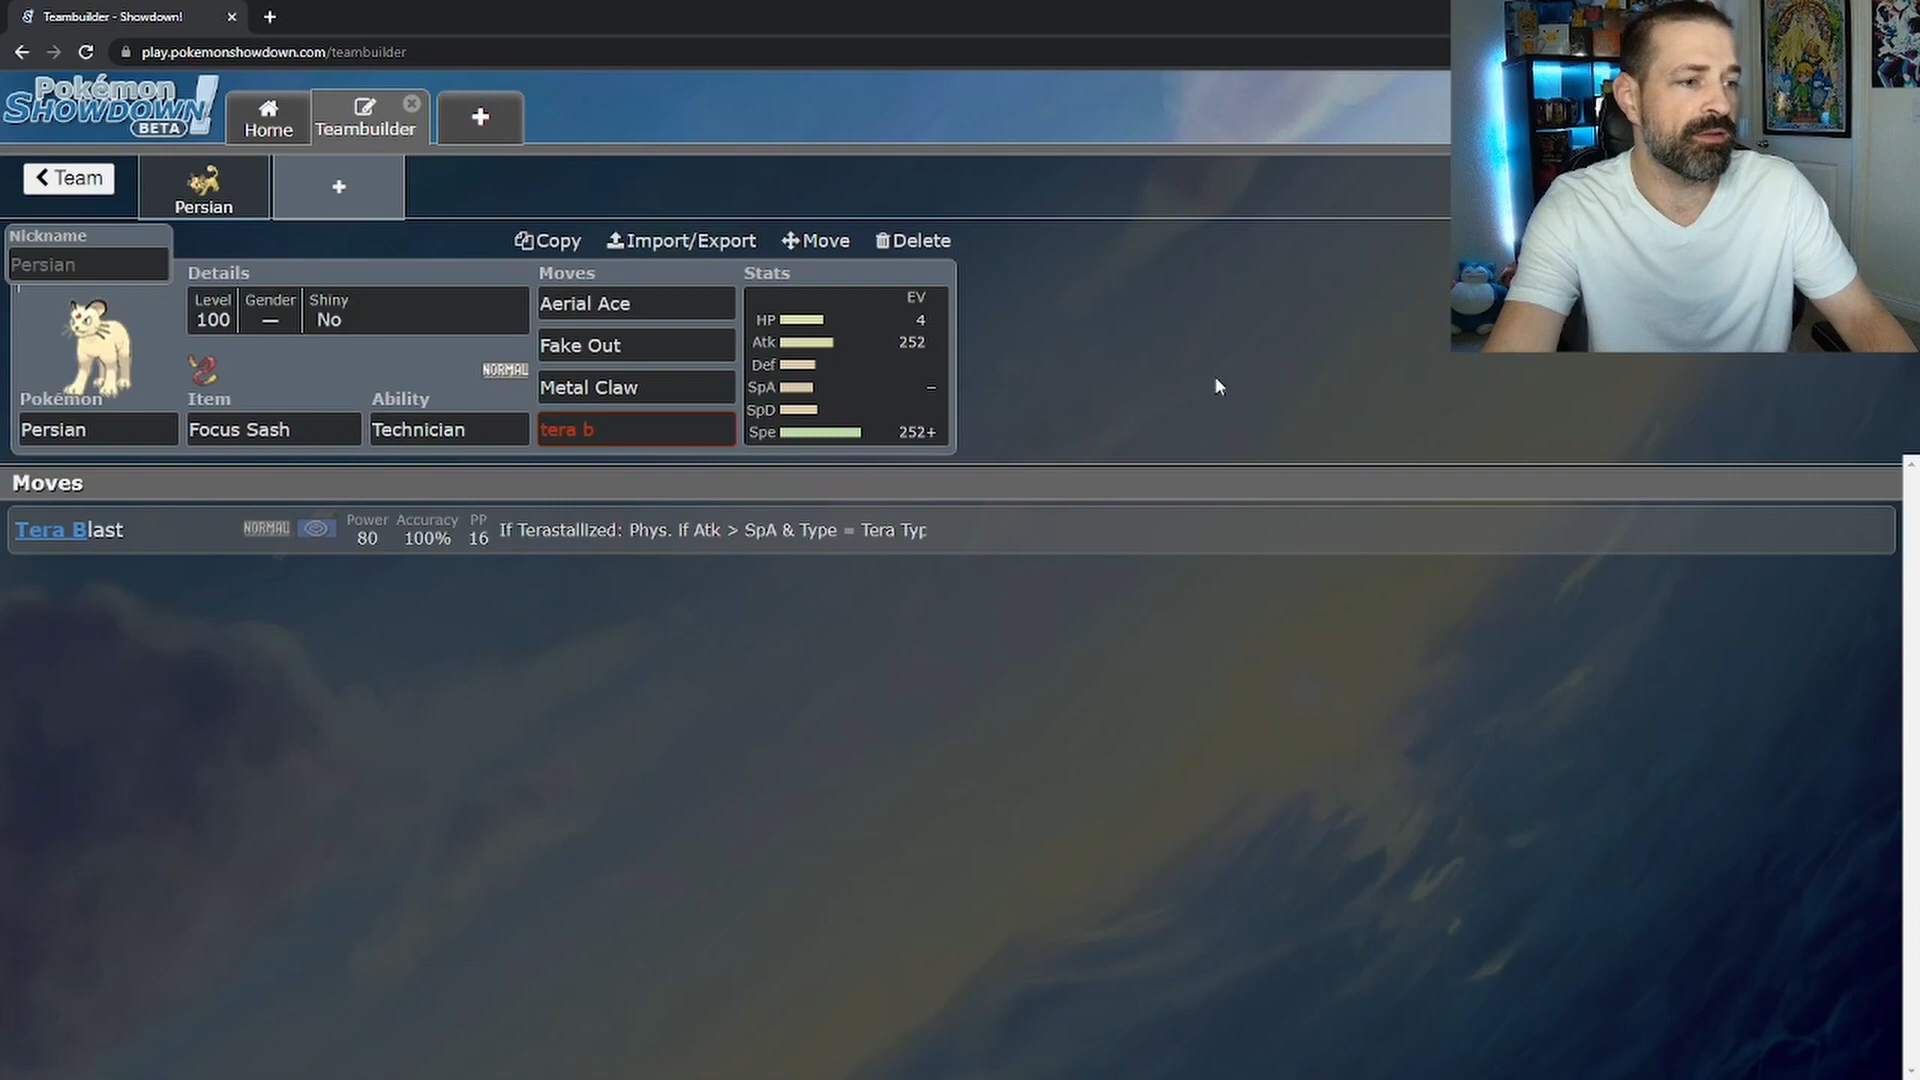 Teambuilder - Showdown!
play.pokemonshowdown.com/teambuilder
Pokémon
SHOWDOWN!
BETA
Home
Teambuilder
Team
Persian
Nickname
Persian
Copy
Import/Export
Move
Delete
Details
Moves
Stats
Level
Gender
Shiny
100
—
No
Aerial Ace
Fake Out
Metal Claw
tera b
EV
HP 4
Atk 252
Def
SpA –
SpD
Spe 252+
NORMAL
Pokémon
Item
Ability
Persian
Focus Sash
Technician
Moves
Tera Blast
NORMAL
Power
80
Accuracy
100%
PP
16
If Terastallized: Phys. if Atk > SpA & Type = Tera Typ